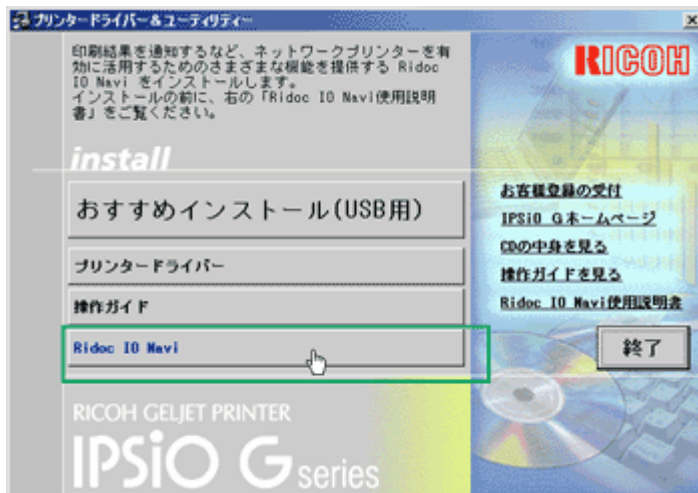 プリンタードライバー&ユーティリティー
印刷結果を通知するなど、ネットワークプリンターを有
効に活用するためのさまざまな機能を提供する Ridoc
IO Navi をインストールします。
インストールの前に、右の「Ridoc IO Navi使用説明
書」をご覧ください。
RICOH
install
おすすめインストール(USB用)
プリンタードライバー
操作ガイド
Ridoc IO Navi
お客様登録の受付
IPSiO Gホームページ
CDの中身を見る
操作ガイドを見る
Ridoc IO Navi使用説明書
終了
RICOH GELJET PRINTER
IPSiO G series